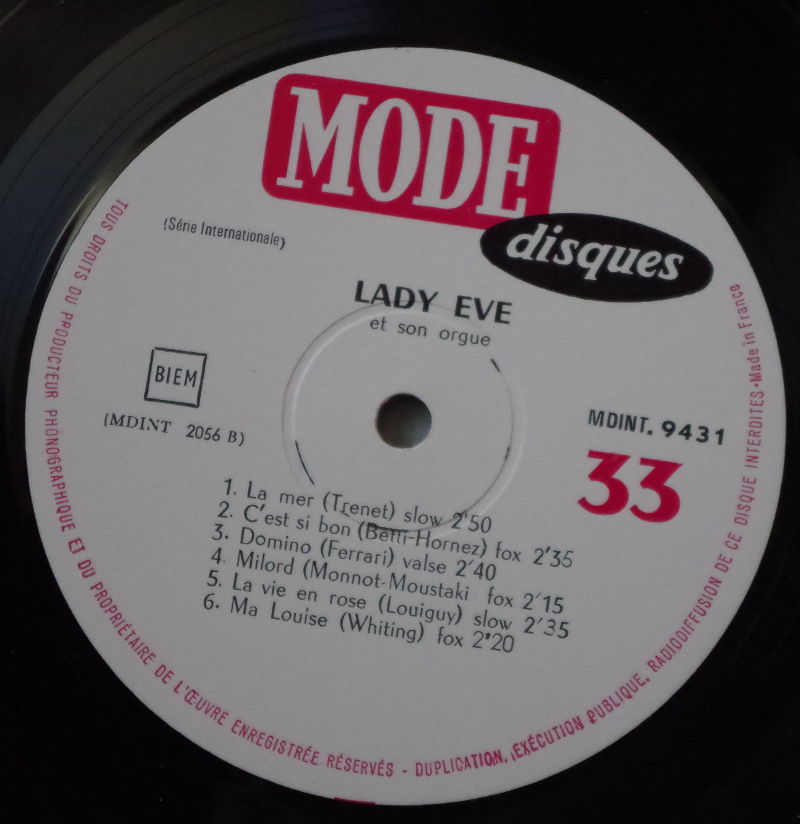 MODE
disques
(Série Internationale)
LADY EVE
et son orgue
BIEM
(MDINT 2056 B)
MDINT. 9431
33
1. La mer (Trenet) slow 2'50
2. C'est si bon (Betti-Hornez) fox 2'35
3. Domino (Ferrari) valse 2'40
4. Milord (Monnot-Moustaki fox 2'15
5. La vie en rose (Louiguy) slow 2'35
6. Ma Louise (Whiting) fox 2'20
TOUS DROITS DU PRODUCTEUR PHONOGRAPHIQUE ET DU PROPRIÉTAIRE DE L'ŒUVRE ENREGISTRÉE RÉSERVÉS - DUPLICATION, EXÉCUTION PUBLIQUE, RADIODIFFUSION DE CE DISQUE INTERDITES • Made in France